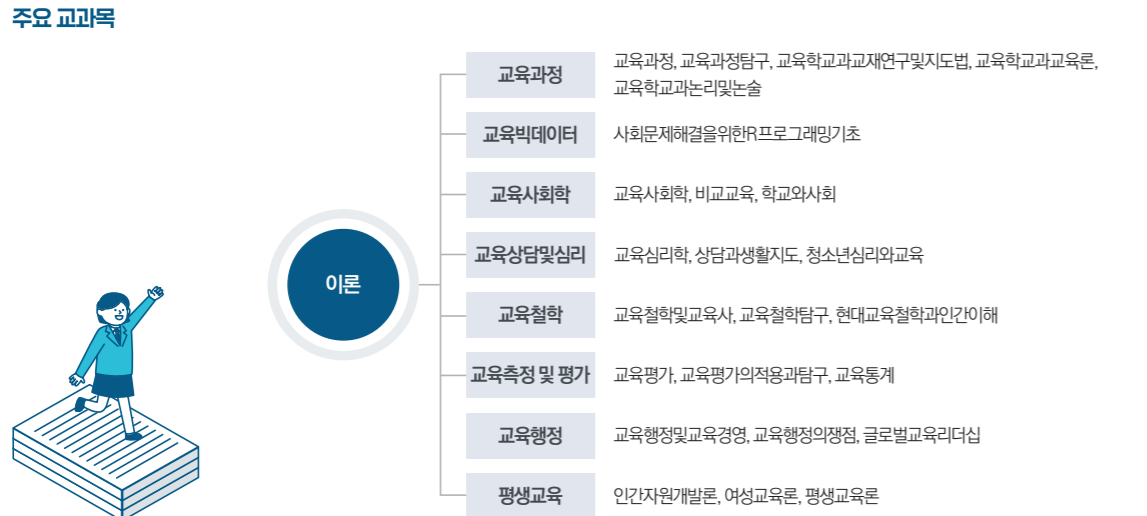 주요 교과목
이론
교육과정
교육과정, 교육과정탐구, 교육학교과교재연구및지도법, 교육학교과교육론,
교육학교과논리및논술
교육빅데이터
사회문제해결을위한R프로그래밍기초
교육사회학
교육사회학, 비교교육, 학교와사회
교육상담및심리
교육심리학, 상담과생활지도, 청소년심리와교육
교육철학
교육철학및교육사, 교육철학탐구, 현대교육철학과인간이해
교육측정 및 평가
교육평가, 교육평가의적용과탐구, 교육통계
교육행정
교육행정및교육경영, 교육행정의쟁점, 글로벌교육리더십
평생교육
인간자원개발론, 여성교육론, 평생교육론